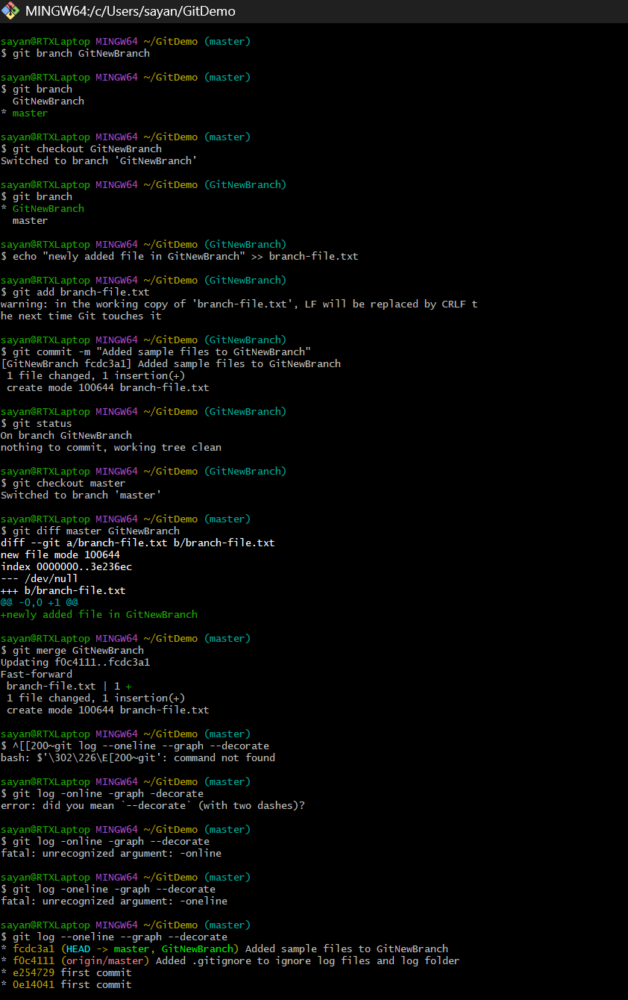 MINGW64:/c/Users/sayan/GitDemo
sayan@RTXLaptop MINGW64 ~/GitDemo (master)
$ git branch GitNewBranch
sayan@RTXLaptop MINGW64 ~/GitDemo (master)
$ git branch
  GitNewBranch
* master
sayan@RTXLaptop MINGW64 ~/GitDemo (master)
$ git checkout GitNewBranch
Switched to branch 'GitNewBranch'
sayan@RTXLaptop MINGW64 ~/GitDemo (GitNewBranch)
$ git branch
* GitNewBranch
  master
sayan@RTXLaptop MINGW64 ~/GitDemo (GitNewBranch)
$ echo "newly added file in GitNewBranch" >> branch-file.txt
sayan@RTXLaptop MINGW64 ~/GitDemo (GitNewBranch)
$ git add branch-file.txt
warning: in the working copy of 'branch-file.txt', LF will be replaced by CRLF t
he next time Git touches it
sayan@RTXLaptop MINGW64 ~/GitDemo (GitNewBranch)
$ git commit -m "Added sample files to GitNewBranch"
[GitNewBranch fcdc3a1] Added sample files to GitNewBranch
 1 file changed, 1 insertion(+)
 create mode 100644 branch-file.txt
sayan@RTXLaptop MINGW64 ~/GitDemo (GitNewBranch)
$ git status
On branch GitNewBranch
nothing to commit, working tree clean
sayan@RTXLaptop MINGW64 ~/GitDemo (GitNewBranch)
$ git checkout master
Switched to branch 'master'
sayan@RTXLaptop MINGW64 ~/GitDemo (master)
$ git diff master GitNewBranch
diff --git a/branch-file.txt b/branch-file.txt
new file mode 100644
index 0000000..3e236ec
--- /dev/null
+++ b/branch-file.txt
@@ -0,0 +1 @@
+newly added file in GitNewBranch
sayan@RTXLaptop MINGW64 ~/GitDemo (master)
$ git merge GitNewBranch
Updating f0c4111..fcdc3a1
Fast-forward
 branch-file.txt | 1 +
 1 file changed, 1 insertion(+)
 create mode 100644 branch-file.txt
sayan@RTXLaptop MINGW64 ~/GitDemo (master)
$ ^[[200~git log --oneline --graph --decorate
bash: $'\302\226\E[200~git': command not found
sayan@RTXLaptop MINGW64 ~/GitDemo (master)
$ git log -online -graph -decorate
error: did you mean `--decorate` (with two dashes)?
sayan@RTXLaptop MINGW64 ~/GitDemo (master)
$ git log -online -graph --decorate
fatal: unrecognized argument: -online
sayan@RTXLaptop MINGW64 ~/GitDemo (master)
$ git log -oneline -graph --decorate
fatal: unrecognized argument: -oneline
sayan@RTXLaptop MINGW64 ~/GitDemo (master)
$ git log --oneline --graph --decorate
* fcdc3a1 (HEAD -> master, GitNewBranch) Added sample files to GitNewBranch
* f0c4111 (origin/master) Added .gitignore to ignore log files and log folder
* e254729 first commit
* 0e14041 first commit